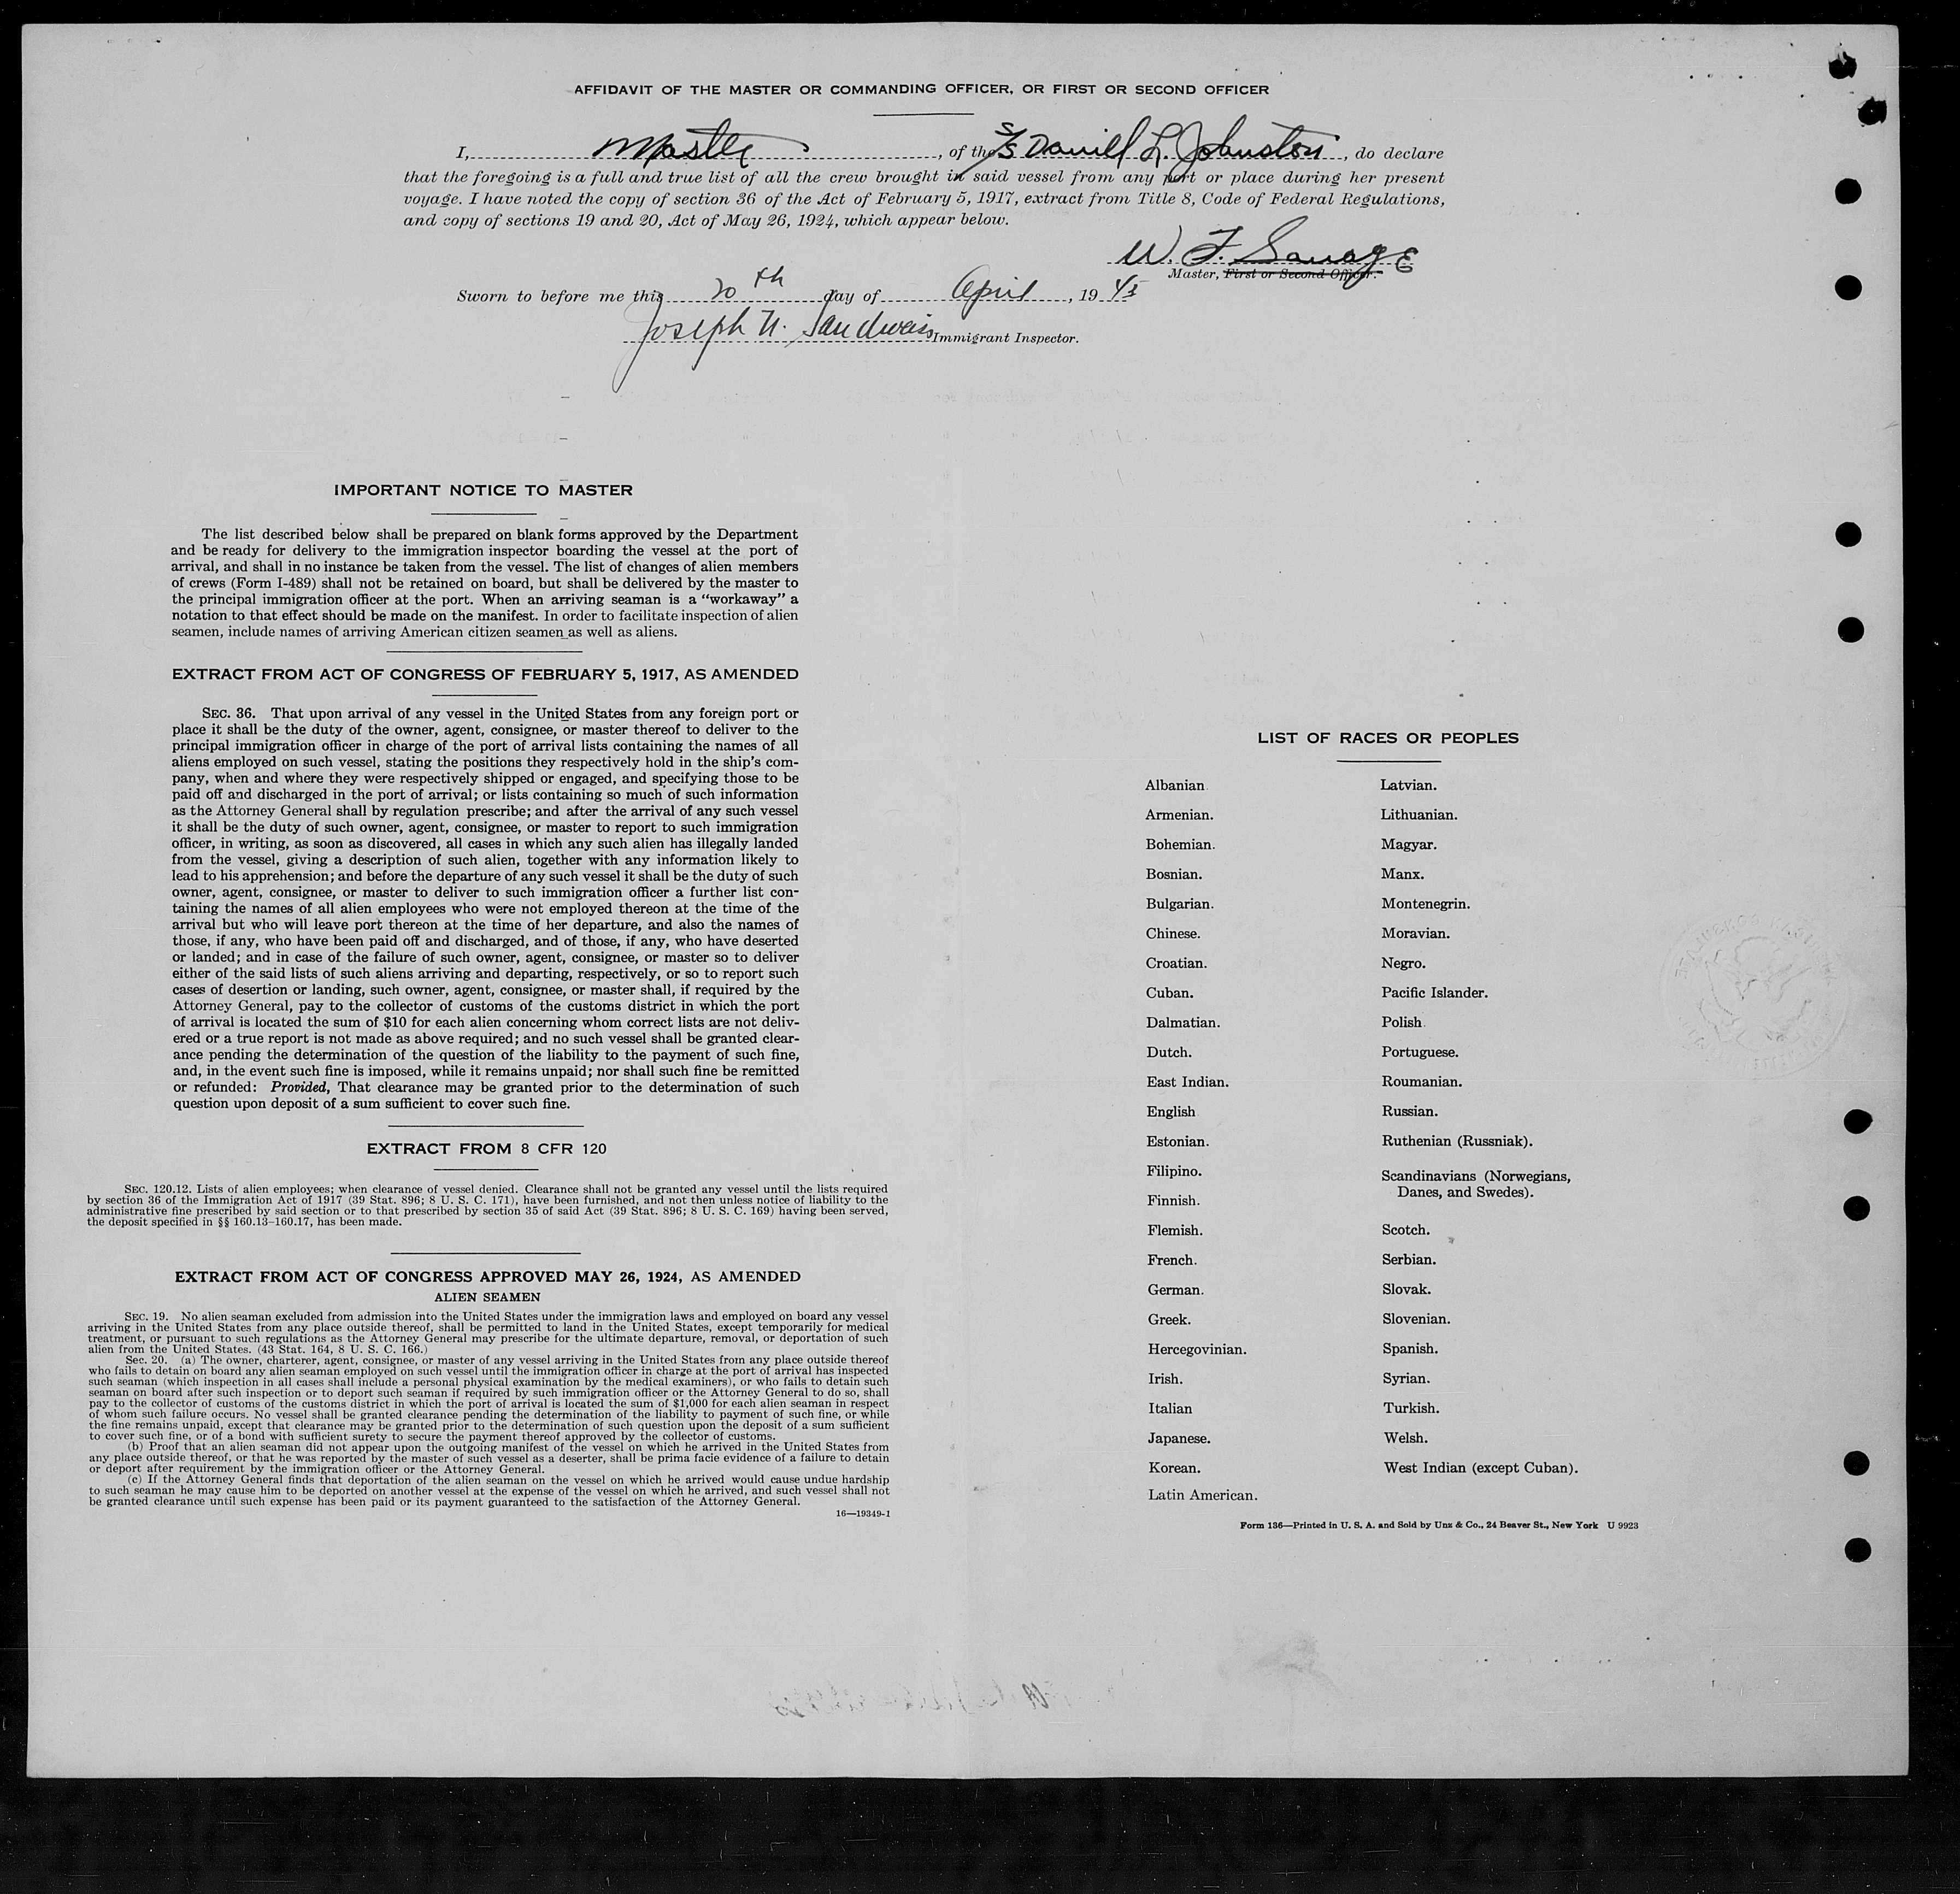 AFFIDAVIT OF THE MASTER OR COMMANDING OFFICER, OR FIRST OR SECOND OFFICER
I, Master, of the S/S Daniel L. Johnston, do declare
that the foregoing is a full and true list of all the crew brought in said vessel from any port or place during her present
voyage. I have noted the copy of section 36 of the Act of February 5, 1917, extract from Title 8, Code of Federal Regulations,
and copy of sections 19 and 20, Act of May 26, 1924, which appear below.
W. F. Savage
Master, First or Second Officer.
Sworn to before me this 20th day of April, 1945
Joseph N. Sandweiss Immigrant Inspector.
IMPORTANT NOTICE TO MASTER
The list described below shall be prepared on blank forms approved by the Department
and be ready for delivery to the immigration inspector boarding the vessel at the port of
arrival, and shall in no instance be taken from the vessel. The list of changes of alien members
of crews (Form I-489) shall not be retained on board, but shall be delivered by the master to
the principal immigration officer at the port. When an arriving seaman is a "workaway" a
notation to that effect should be made on the manifest. In order to facilitate inspection of alien
seamen, include names of arriving American citizen seamen as well as aliens.
EXTRACT FROM ACT OF CONGRESS OF FEBRUARY 5, 1917, AS AMENDED
SEC. 36. That upon arrival of any vessel in the United States from any foreign port or
place it shall be the duty of the owner, agent, consignee, or master thereof to deliver to the
principal immigration officer in charge of the port of arrival lists containing the names of all
aliens employed on such vessel, stating the positions they respectively hold in the ship's com-
pany, when and where they were respectively shipped or engaged, and specifying those to be
paid off and discharged in the port of arrival; or lists containing so much of such information
as the Attorney General shall by regulation prescribe; and after the arrival of any such vessel
it shall be the duty of such owner, agent, consignee, or master to report to such immigration
officer, in writing, as soon as discovered, all cases in which any such alien has illegally landed
from the vessel, giving a description of such alien, together with any information likely to
lead to his apprehension; and before the departure of any such vessel it shall be the duty of such
owner, agent, consignee, or master to deliver to such immigration officer a further list con-
taining the names of all alien employees who were not employed thereon at the time of the
arrival but who will leave port thereon at the time of her departure, and also the names of
those, if any, who have been paid off and discharged, and of those, if any, who have deserted
or landed; and in case of the failure of such owner, agent, consignee, or master so to deliver
either of the said lists of such aliens arriving and departing, respectively, or so to report such
cases of desertion or landing, such owner, agent, consignee, or master shall, if required by the
Attorney General, pay to the collector of customs of the customs district in which the port
of arrival is located the sum of $10 for each alien concerning whom correct lists are not deliv-
ered or a true report is not made as above required; and no such vessel shall be granted clear-
ance pending the determination of the question of the liability to the payment of such fine,
and, in the event such fine is imposed, while it remains unpaid; nor shall such fine be remitted
or refunded: Provided, That clearance may be granted prior to the determination of such
question upon deposit of a sum sufficient to cover such fine.
EXTRACT FROM 8 CFR 120
SEC. 120.12. Lists of alien employees; when clearance of vessel denied. Clearance shall not be granted any vessel until the lists required
by section 36 of the Immigration Act of 1917 (39 Stat. 896; 8 U. S. C. 171), have been furnished, and not then unless notice of liability to the
administrative fine prescribed by said section or to that prescribed by section 35 of said Act (39 Stat. 896; 8 U. S. C. 169) having been served,
the deposit specified in §§ 160.13–160.17, has been made.
EXTRACT FROM ACT OF CONGRESS APPROVED MAY 26, 1924, AS AMENDED
ALIEN SEAMEN
SEC. 19. No alien seaman excluded from admission into the United States under the immigration laws and employed on board any vessel
arriving in the United States from any place outside thereof, shall be permitted to land in the United States, except temporarily for medical
treatment, or pursuant to such regulations as the Attorney General may prescribe for the ultimate departure, removal, or deportation of such
alien from the United States. (43 Stat. 164, 8 U. S. C. 166.)
Sec. 20. (a) The owner, charterer, agent, consignee, or master of any vessel arriving in the United States from any place outside thereof
who fails to detain on board any alien seaman employed on such vessel until the immigration officer in charge at the port of arrival has inspected
such seaman (which inspection in all cases shall include a personal physical examination by the medical examiners), or who fails to detain such
seaman on board after such inspection or to deport such seaman if required by such immigration officer or the Attorney General to do so, shall
pay to the collector of customs of the customs district in which the port of arrival is located the sum of $1,000 for each alien seaman in respect
of whom such failure occurs. No vessel shall be granted clearance pending the determination of the liability to payment of such fine, or while
the fine remains unpaid, except that clearance may be granted prior to the determination of such question upon the deposit of a sum sufficient
to cover such fine, or of a bond with sufficient surety to secure the payment thereof approved by the collector of customs.
(b) Proof that an alien seaman did not appear upon the outgoing manifest of the vessel on which he arrived in the United States from
any place outside thereof, or that he was reported by the master of such vessel as a deserter, shall be prima facie evidence of a failure to detain
or deport after requirement by the immigration officer or the Attorney General.
(c) If the Attorney General finds that deportation of the alien seaman on the vessel on which he arrived would cause undue hardship
to such seaman he may cause him to be deported on another vessel at the expense of the vessel on which he arrived, and such vessel shall not
be granted clearance until such expense has been paid or its payment guaranteed to the satisfaction of the Attorney General.
16—19349-1
LIST OF RACES OR PEOPLES
Albanian
Armenian.
Bohemian.
Bosnian.
Bulgarian.
Chinese.
Croatian.
Cuban.
Dalmatian.
Dutch.
East Indian.
English
Estonian.
Filipino.
Finnish.
Flemish.
French.
German.
Greek.
Hercegovinian.
Irish.
Italian
Japanese.
Korean.
Latin American.
Latvian.
Lithuanian.
Magyar.
Manx.
Montenegrin.
Moravian.
Negro.
Pacific Islander.
Polish
Portuguese.
Roumanian.
Russian.
Ruthenian (Russniak).
Scandinavians (Norwegians,
Danes, and Swedes).
Scotch.
Serbian.
Slovak.
Slovenian.
Spanish.
Syrian.
Turkish.
Welsh.
West Indian (except Cuban).
Form 136—Printed in U. S. A. and Sold by Unz & Co., 24 Beaver St., New York U 9923